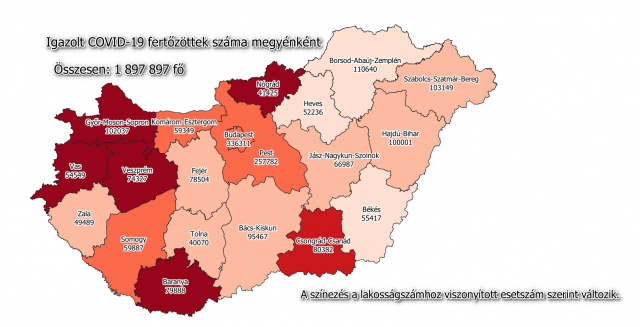 Igazolt COVID-19 fertőzöttek száma megyénként
Összesen: 1 897 897 fő
Borsod-Abaúj-Zemplén
110640
Szabolcs-Szatmár-Bereg
103149
Nógrád
41425
Heves
52236
Győr-Moson-Sopron
102037
Komárom-Esztergom
59349
Budapest
336311
Pest
257782
Hajdú-Bihar
100001
Jász-Nagykun-Szolnok
66987
Vas
54549
Veszprém
74327
Fejér
78504
Zala
49489
Somogy
59887
Tolna
40070
Bács-Kiskun
95467
Békés
55417
Csongrád-Csanád
80382
Baranya
79888
A színezés a lakosságszámhoz viszonyított esetszám szerint változik.